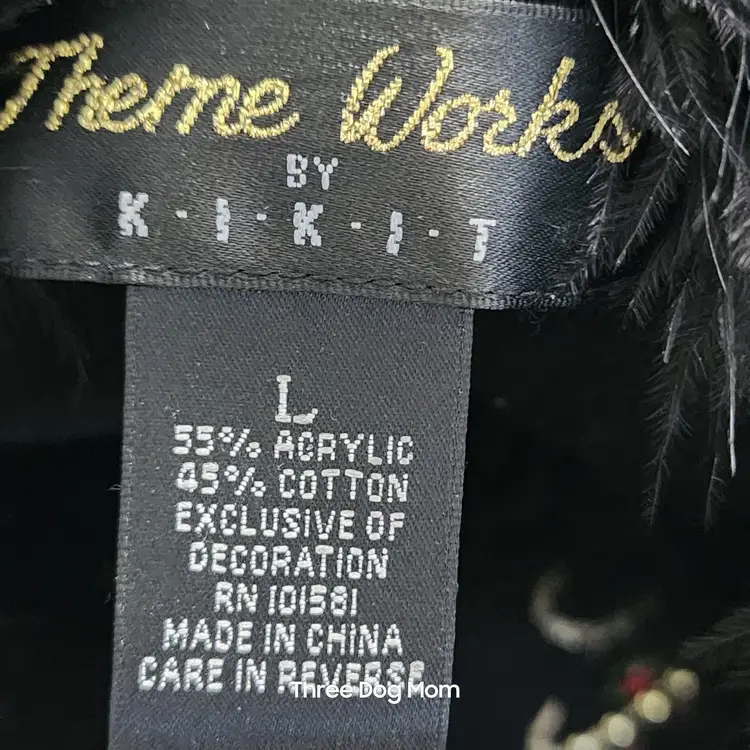 Theme Works
BY
K-I-K-I-T
L
55% ACRYLIC
45% COTTON
EXCLUSIVE OF
DECORATION
RN 101581
MADE IN CHINA
CARE IN REVERSE
Three Dog Mom